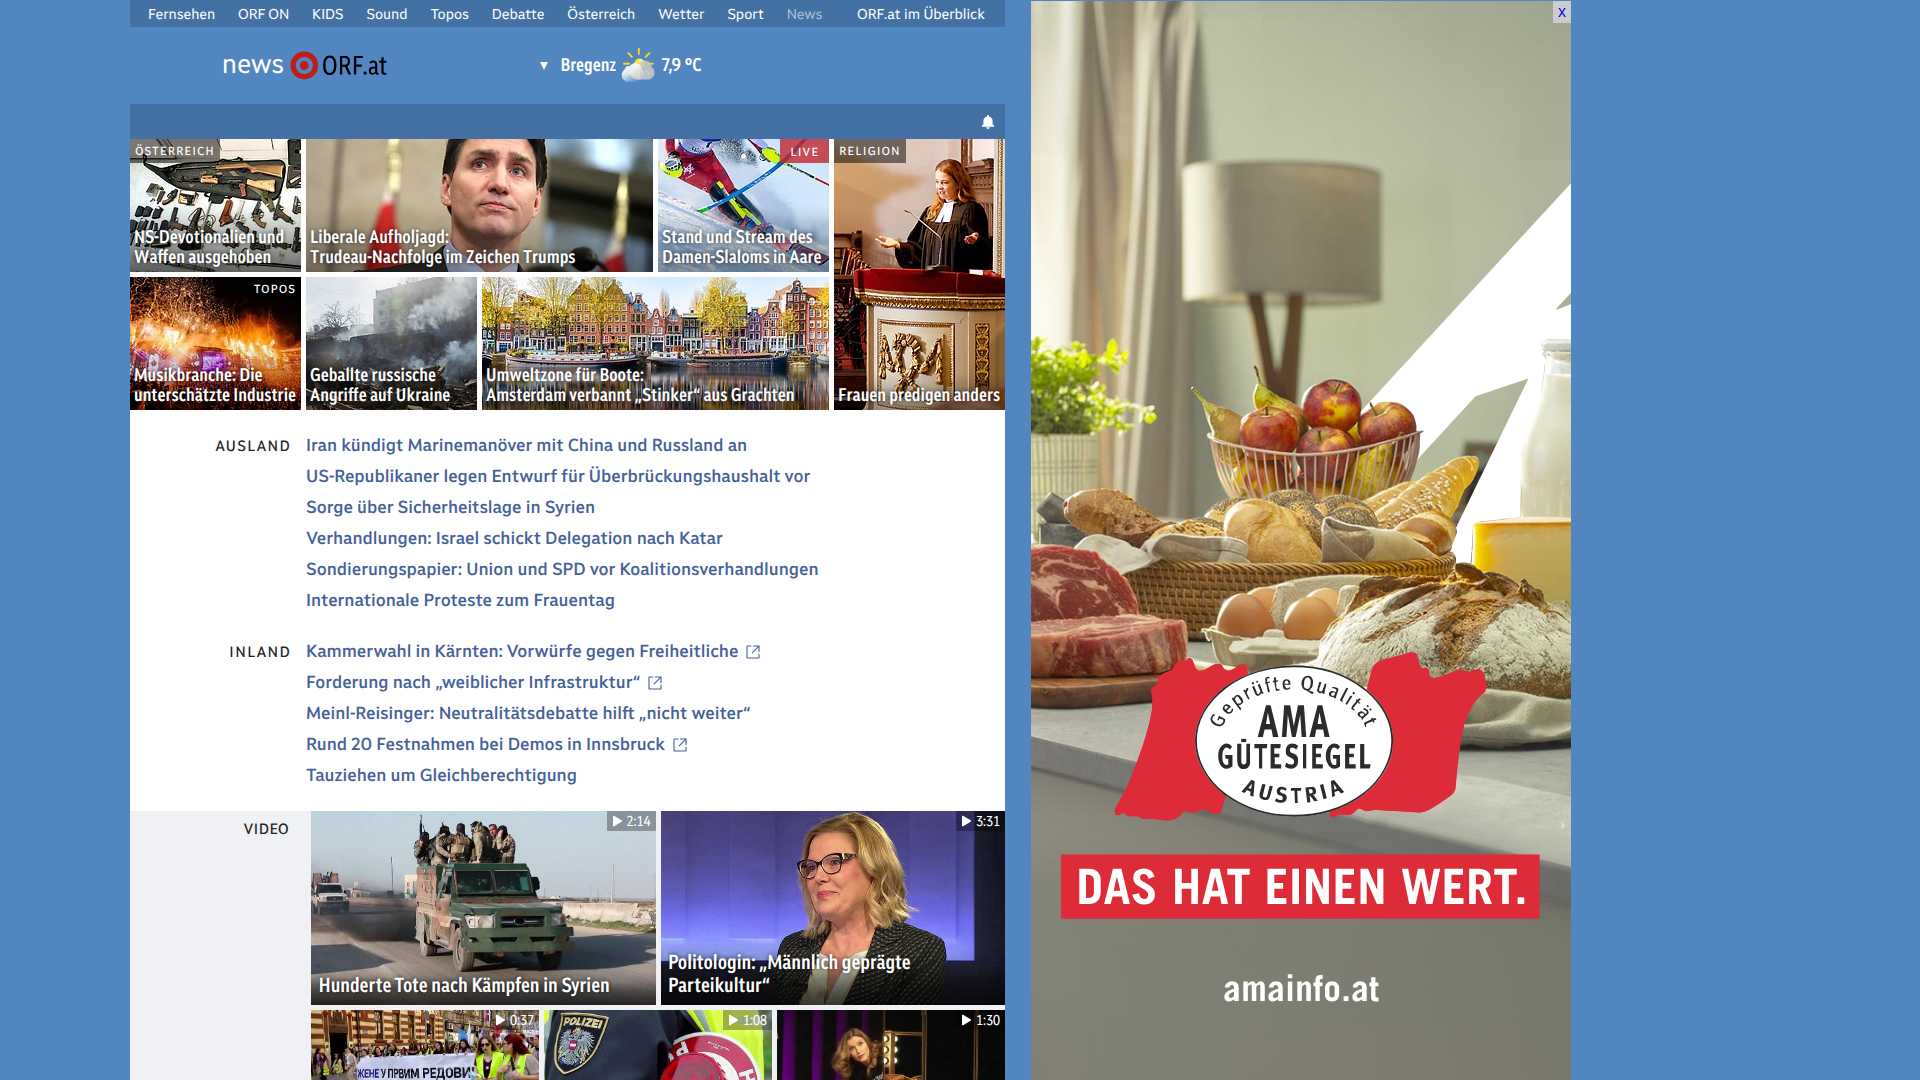 Fernsehen ORF ON KIDS Sound Topos Debatte Österreich Wetter Sport News ORF.at im Überblick
news ORF.at
Bregenz 7,9 °C
ÖSTERREICH
NS-Devotionalien und
Waffen ausgehoben
Liberale Aufholjagd:
Trudeau-Nachfolge im Zeichen Trumps
LIVE
Stand und Stream des
Damen-Slaloms in Aare
RELIGION
Frauen predigen anders
TOPOS
Musikbranche: Die
unterschätzte Industrie
Geballte russische
Angriffe auf Ukraine
Umweltzone für Boote:
Amsterdam verbannt „Stinker“ aus Grachten
AUSLAND
Iran kündigt Marinemanöver mit China und Russland an
US-Republikaner legen Entwurf für Überbrückungshaushalt vor
Sorge über Sicherheitslage in Syrien
Verhandlungen: Israel schickt Delegation nach Katar
Sondierungspapier: Union und SPD vor Koalitionsverhandlungen
Internationale Proteste zum Frauentag
INLAND
Kammerwahl in Kärnten: Vorwürfe gegen Freiheitliche
Forderung nach „weiblicher Infrastruktur“
Meinl-Reisinger: Neutralitätsdebatte hilft „nicht weiter“
Rund 20 Festnahmen bei Demos in Innsbruck
Tauziehen um Gleichberechtigung
VIDEO
2:14
Hunderte Tote nach Kämpfen in Syrien
3:31
Politologin: „Männlich geprägte
Parteikultur“
0:37
ЖЕНЕ У ПРВИМ РЕДОВИ
1:08
POLIZEI
1:30
X
Geprüfte Qualität
AMA
GÜTESIEGEL
AUSTRIA
DAS HAT EINEN WERT.
amainfo.at